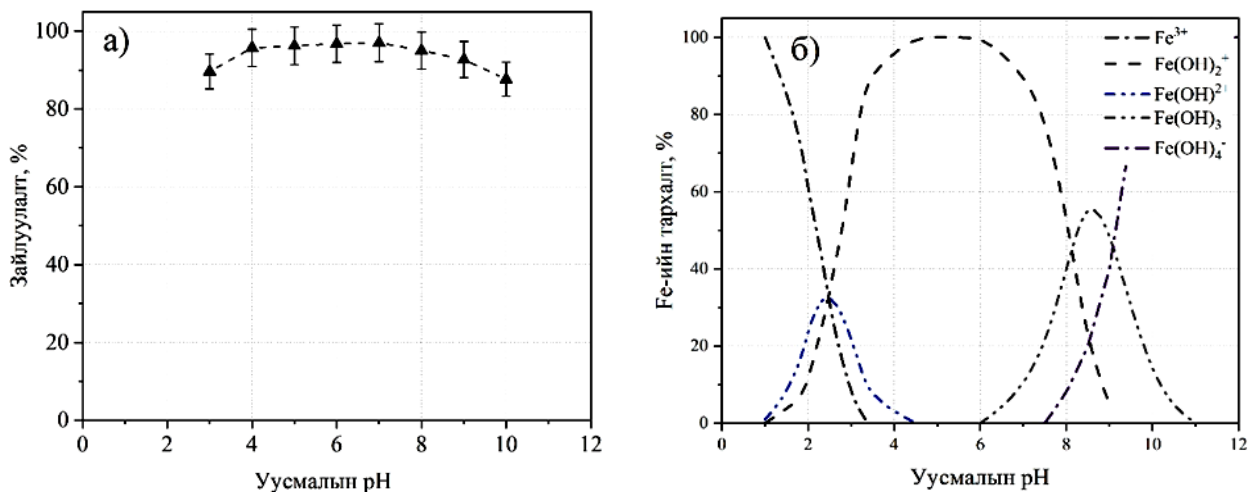 а)
100
80
60
40
20
0
Зайлуулалт, %
0 2 4 6 8 10 12
Уусмалын pH
б)
100
80
60
40
20
0
Fe-ийн тархалт, %
Fe³⁺
Fe(OH)₂⁺
Fe(OH)²⁺
Fe(OH)₃
Fe(OH)₄⁻
0 2 4 6 8 10 12
Уусмалын pH